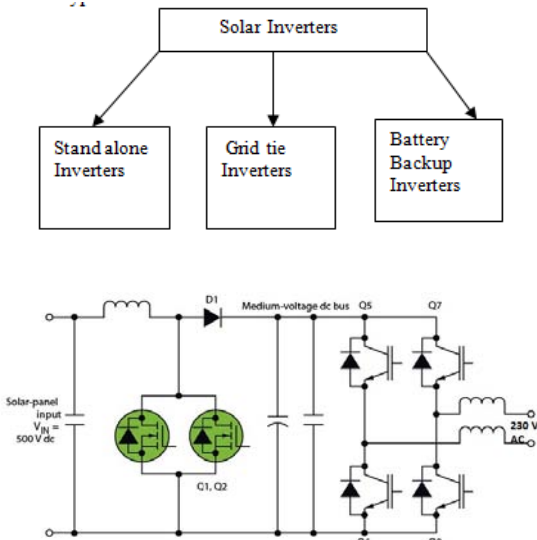 Solar Inverters
Stand alone
Inverters
Grid tie
Inverters
Battery
Backup
Inverters
D1
Medium-voltage dc bus
Q5
Q7
Solar-panel
input
VIN =
500 V dc
230 V
AC
Q1, Q2